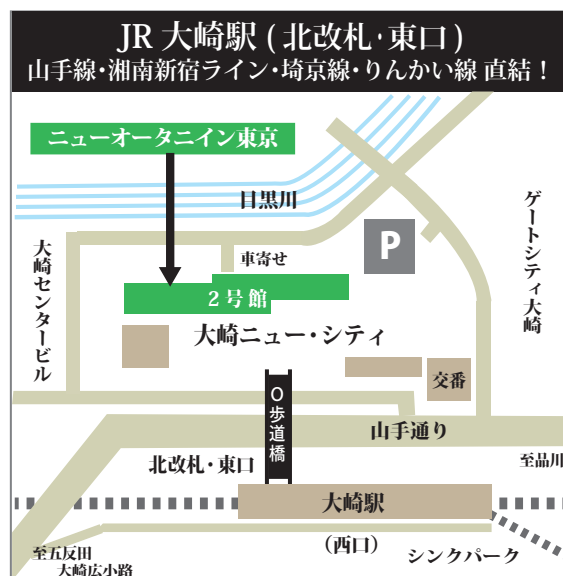 JR 大崎駅 ( 北改札・東口 )
山手線・湘南新宿ライン・埼京線・りんかい線 直結！
ニューオータニイン東京
目黒川
ゲートシティ大崎
P
車寄せ
大崎センタービル
2 号 館
大崎ニュー・シティ
交番
O歩道橋
山手通り
北改札・東口
至品川
大崎駅
（西口）
シンクパーク
至五反田
大崎広小路